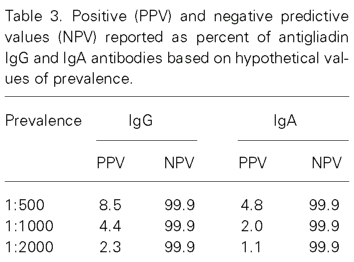 Table 3. Positive (PPV) and negative predictive
values (NPV) reported as percent of antigliadin
IgG and IgA antibodies based on hypothetical val-
ues of prevalence.
Prevalence IgG IgA
PPV NPV PPV NPV
1:500 8.5 99.9 4.8 99.9
1:1000 4.4 99.9 2.0 99.9
1:2000 2.3 99.9 1.1 99.9